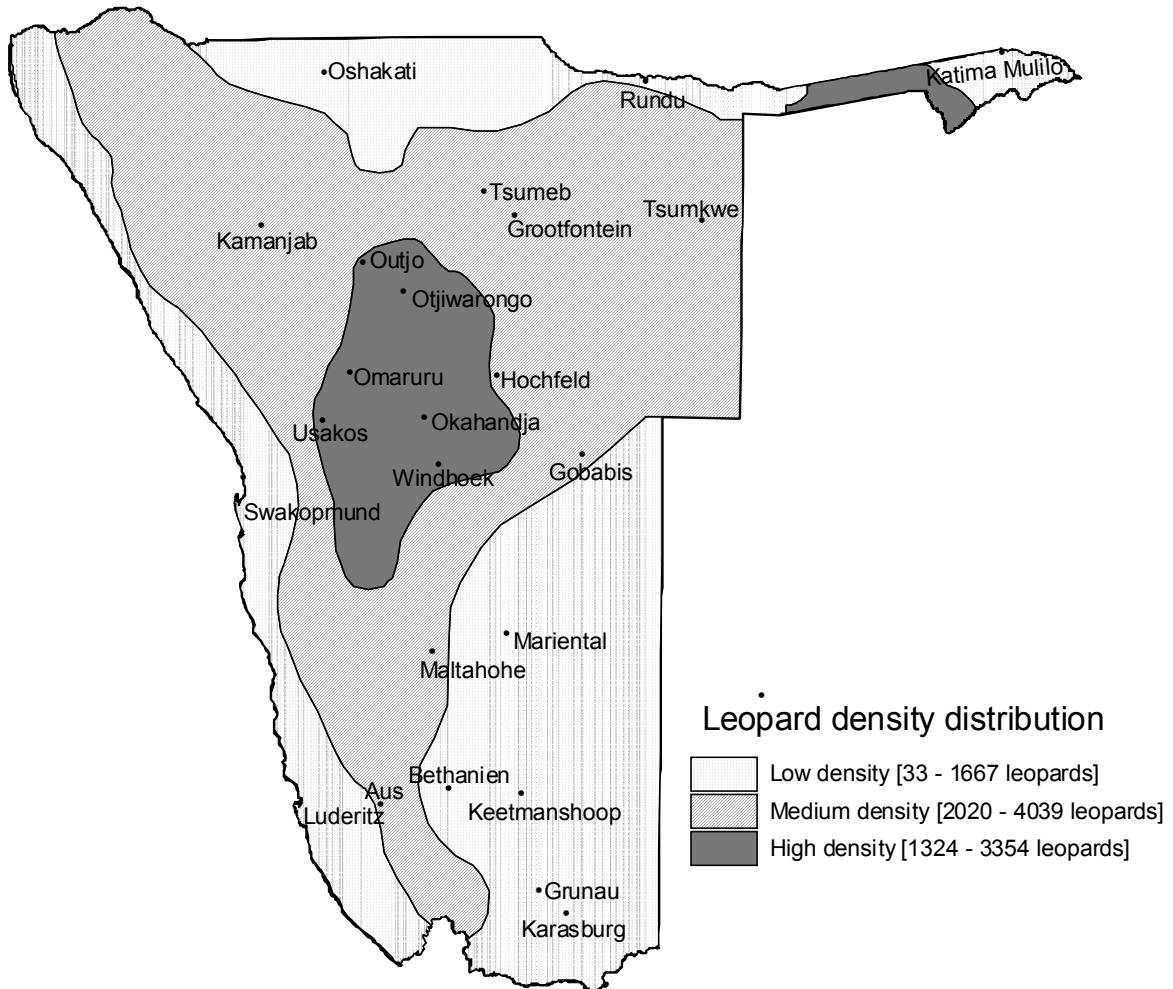 Oshakati
Katima Mulilo
Rundu
Tsumeb
Tsumkwe
Grootfontein
Kamanjab
Outjo
Otjiwarongo
Omaruru
Hochfeld
Okahandja
Usakos
Windhoek
Gobabis
Swakopmund
Mariental
Maltahohe
Leopard density distribution
Low density [33 - 1667 leopards]
Medium density [2020 - 4039 leopards]
High density [1324 - 3354 leopards]
Bethanien
Aus
Keetmanshoop
Luderitz
Grunau
Karasburg